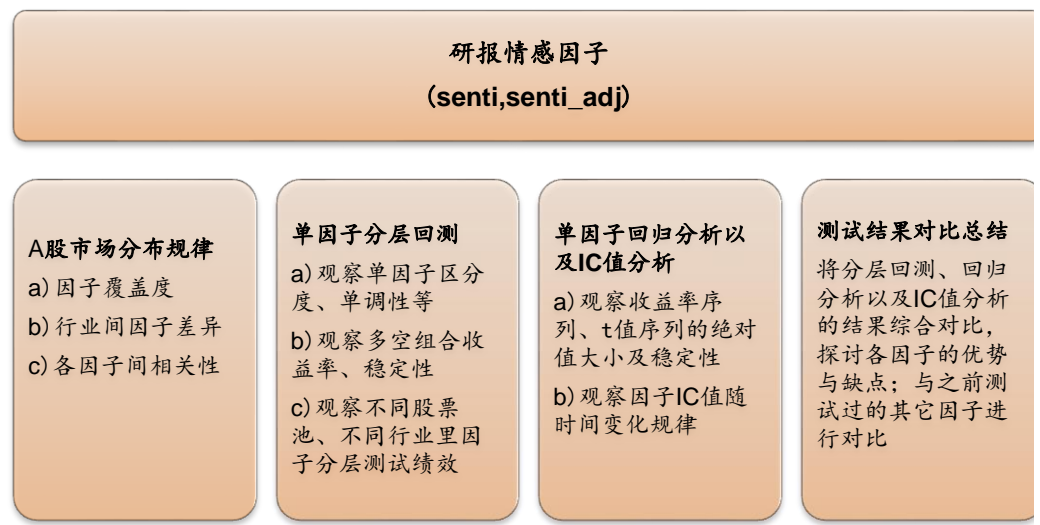 研报情感因子
(senti,senti_adj)
A股市场分布规律
a)因子覆盖度
b)行业间因子差异
c)各因子间相关性
单因子分层回测
a)观察单因子区分
度、单调性等
b)观察多空组合收
益率、稳定性
c)观察不同股票
池、不同行业里因
子分层测试绩效
单因子回归分析以
及IC值分析
a)观察收益率序
列、t值序列的绝对
值大小及稳定性
b)观察因子IC值随
时间变化规律
测试结果对比总结
将分层回测、回归
分析以及IC值分析
的结果综合对比，
探讨各因子的优势
与缺点；与之前测
试过的其它因子进
行对比